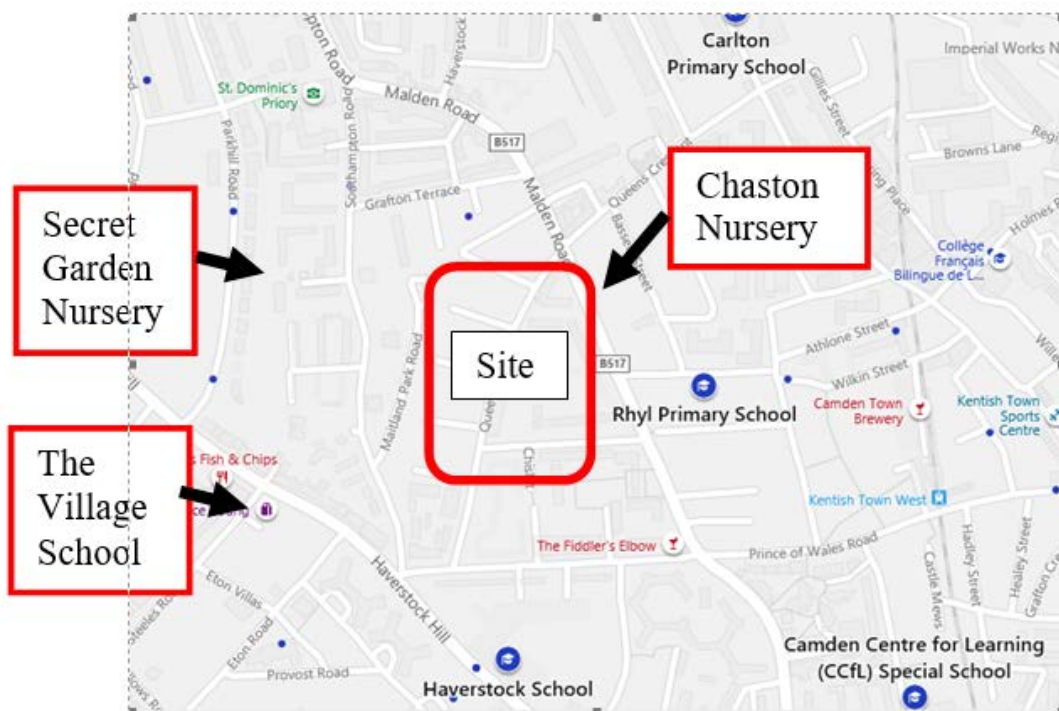 Carlton
Primary School
Imperial Works N
Haverstock
Malden Road
St. Dominic's
Priory
Parkhill Road
Southampton Road
Gillies Street
B517
Browns Lane
Queens Crescent
Grafton Terrace
Malden Road
Chaston
Nursery
Secret
Garden
Nursery
Holmes R
Collège
Français
Bilingue de L...
Athlone Street
Maitland Park Road
Site
B517
Wilkin Street
Rhyl Primary School
Camden Town
Brewery
Kentish Town
Sports
Centre
The
Village
School
s Fish & Chips
Kentish Town West
The Fiddler's Elbow
Prince of Wales Road
Hadley Street
Healey Street
Castle Mews
Haverstock Hill
Eton Villas
Eton Road
Provost Road
Haverstock School
Camden Centre for Learning
(CCfL) Special School